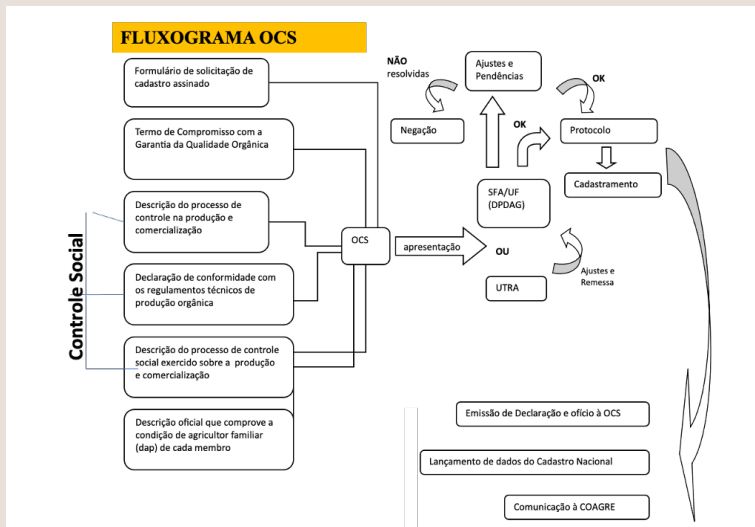 FLUXOGRAMA OCS
Formulário de solicitação de
cadastro assinado
Termo de Compromisso com a
Garantia da Qualidade Orgânica
Descrição do processo de
controle na produção e
comercialização
Declaração de conformidade com
os regulamentos técnicos de
produção orgânica
Descrição do processo de controle
social exercido sobre a produção
e comercialização
Descrição oficial que comprove a
condição de agricultor familiar
(dap) de cada membro
Controle Social
OCS
apresentação
NÃO
resolvidas
Ajustes e
Pendências
OK
Negação
OK
Protocolo
Cadastramento
SFA/UF
(DPDAG)
OU
UTRA
Ajustes e
Remessa
Emissão de Declaração e ofício à OCS
Lançamento de dados do Cadastro Nacional
Comunicação à COAGRE